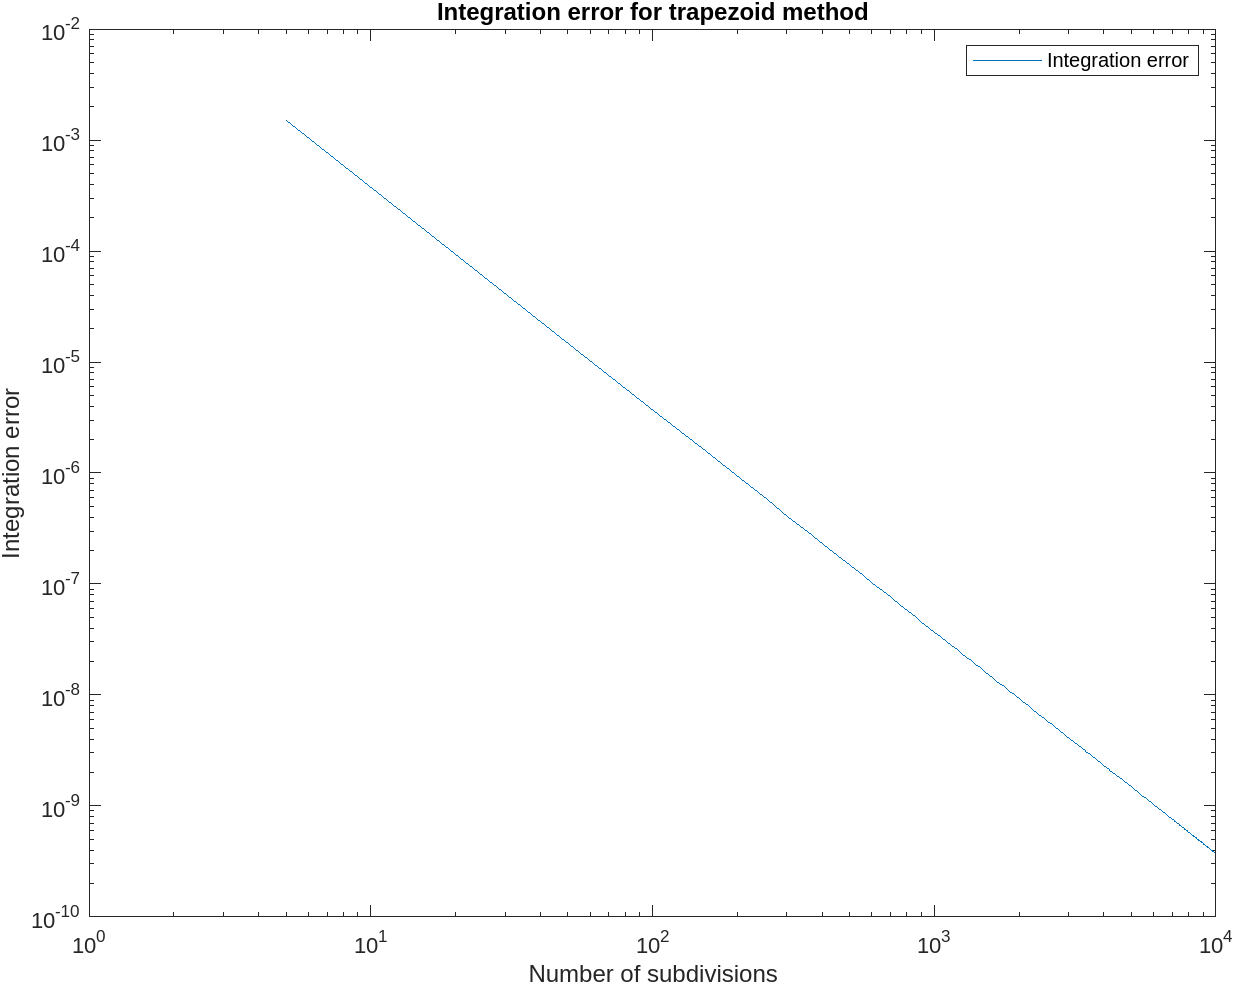 Integration error for trapezoid method
Integration error
10^-2
10^-3
10^-4
10^-5
10^-6
10^-7
10^-8
10^-9
10^-10
Integration error
10^0 10^1 10^2 10^3 10^4
Number of subdivisions